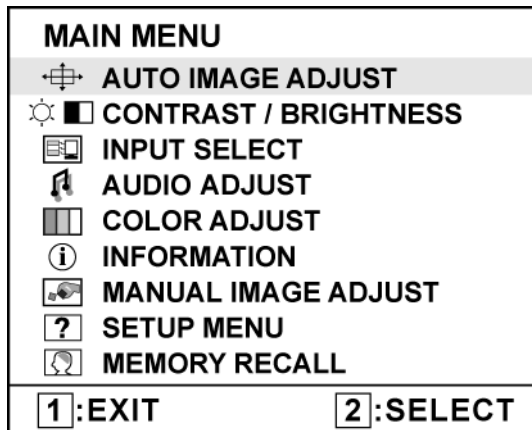 MAIN MENU
AUTO IMAGE ADJUST
CONTRAST / BRIGHTNESS
INPUT SELECT
AUDIO ADJUST
COLOR ADJUST
i INFORMATION
MANUAL IMAGE ADJUST
? SETUP MENU
MEMORY RECALL
1:EXIT 2:SELECT